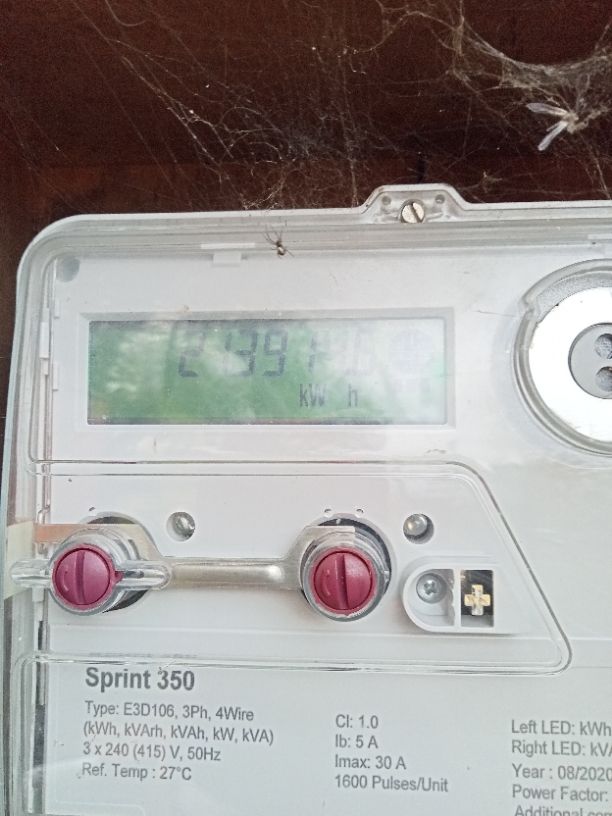 kW h
Sprint 350
Type: E3D106, 3Ph, 4Wire
(kWh, kVArh, kVAh, kW, kVA)
3 x 240 (415) V, 50Hz
Ref. Temp : 27°C
Cl: 1.0
Ib: 5 A
Imax: 30 A
1600 Pulses/Unit
Left LED: kWh
Right LED:
Year : 08/2020
Power Factor:
Additional